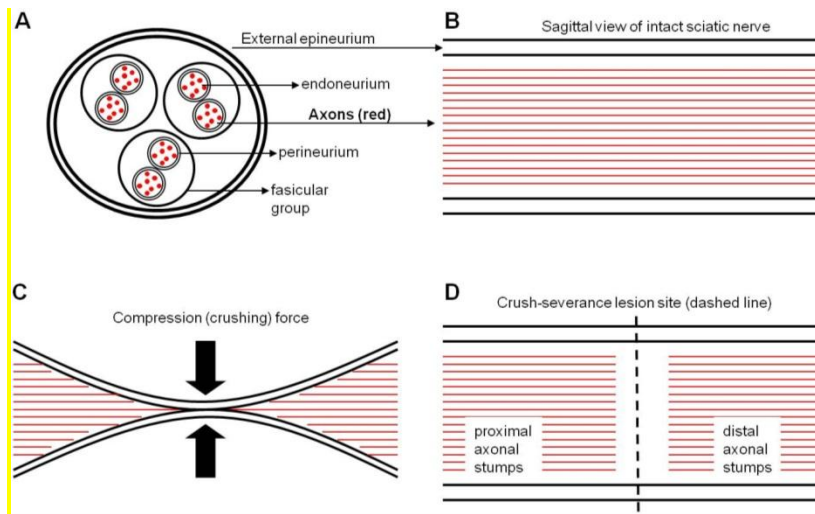 A
External epineurium
endoneurium
Axons (red)
perineurium
fasicular
group
B
Sagittal view of intact sciatic nerve
C
Compression (crushing) force
D
Crush-severance lesion site (dashed line)
proximal
axonal
stumps
distal
axonal
stumps